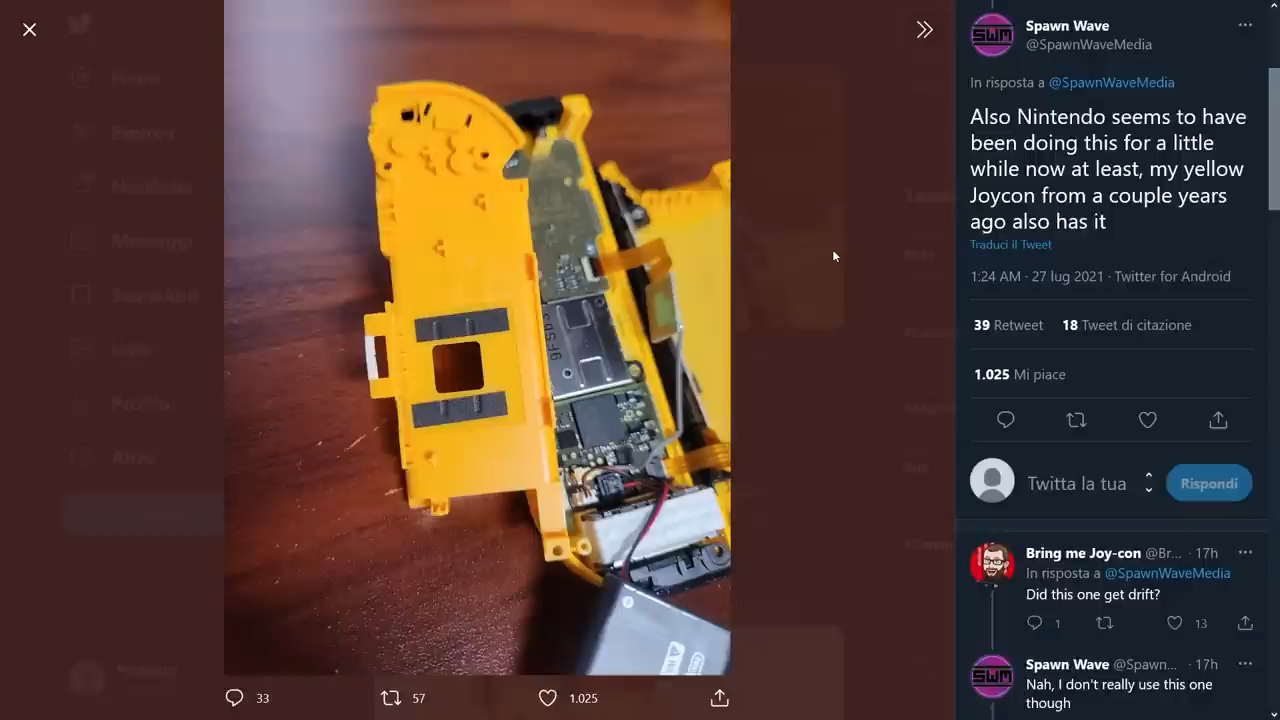 Spawn Wave
@SpawnWaveMedia
In risposta a @SpawnWaveMedia
Also Nintendo seems to have
been doing this for a little
while now at least, my yellow
Joycon from a couple years
ago also has it
Traduci il Tweet
1:24 AM · 27 lug 2021 · Twitter for Android
39 Retweet 18 Tweet di citazione
1.025 Mi piace
Twitta la tua
Rispondi
Bring me Joy-con @Br... · 17h
In risposta a @SpawnWaveMedia
Did this one get drift?
1 13
Spawn Wave @Spawn... · 17h
Nah, I don't really use this one
though
33 57 1.025
SWM
SWM